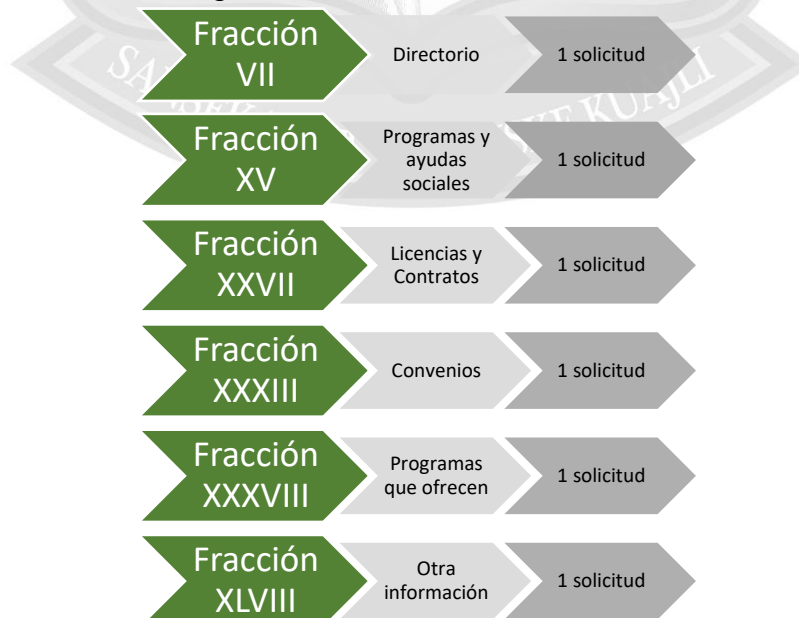 Fracción
VII
Directorio
1 solicitud
Fracción
XV
Programas y
ayudas
sociales
1 solicitud
Fracción
XXVII
Licencias y
Contratos
1 solicitud
Fracción
XXXIII
Convenios
1 solicitud
Fracción
XXXVIII
Programas
que ofrecen
1 solicitud
Fracción
XLVIII
Otra
información
1 solicitud